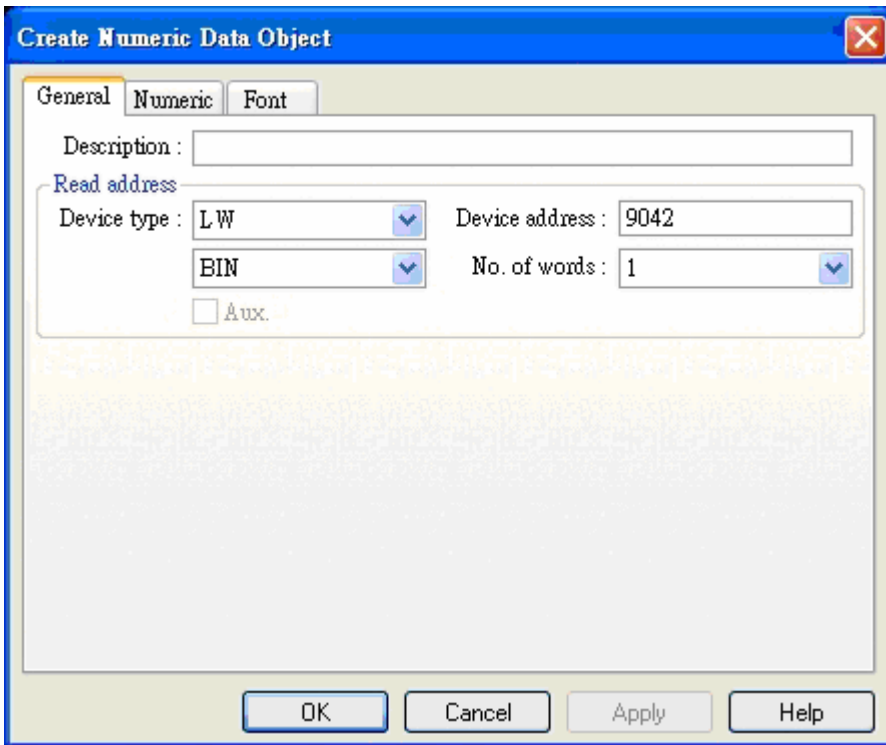 Create Numeric Data Object
General Numeric Font
Description :
Read address
Device type : LW Device address : 9042
BIN No. of words : 1
Aux.
OK Cancel Apply Help